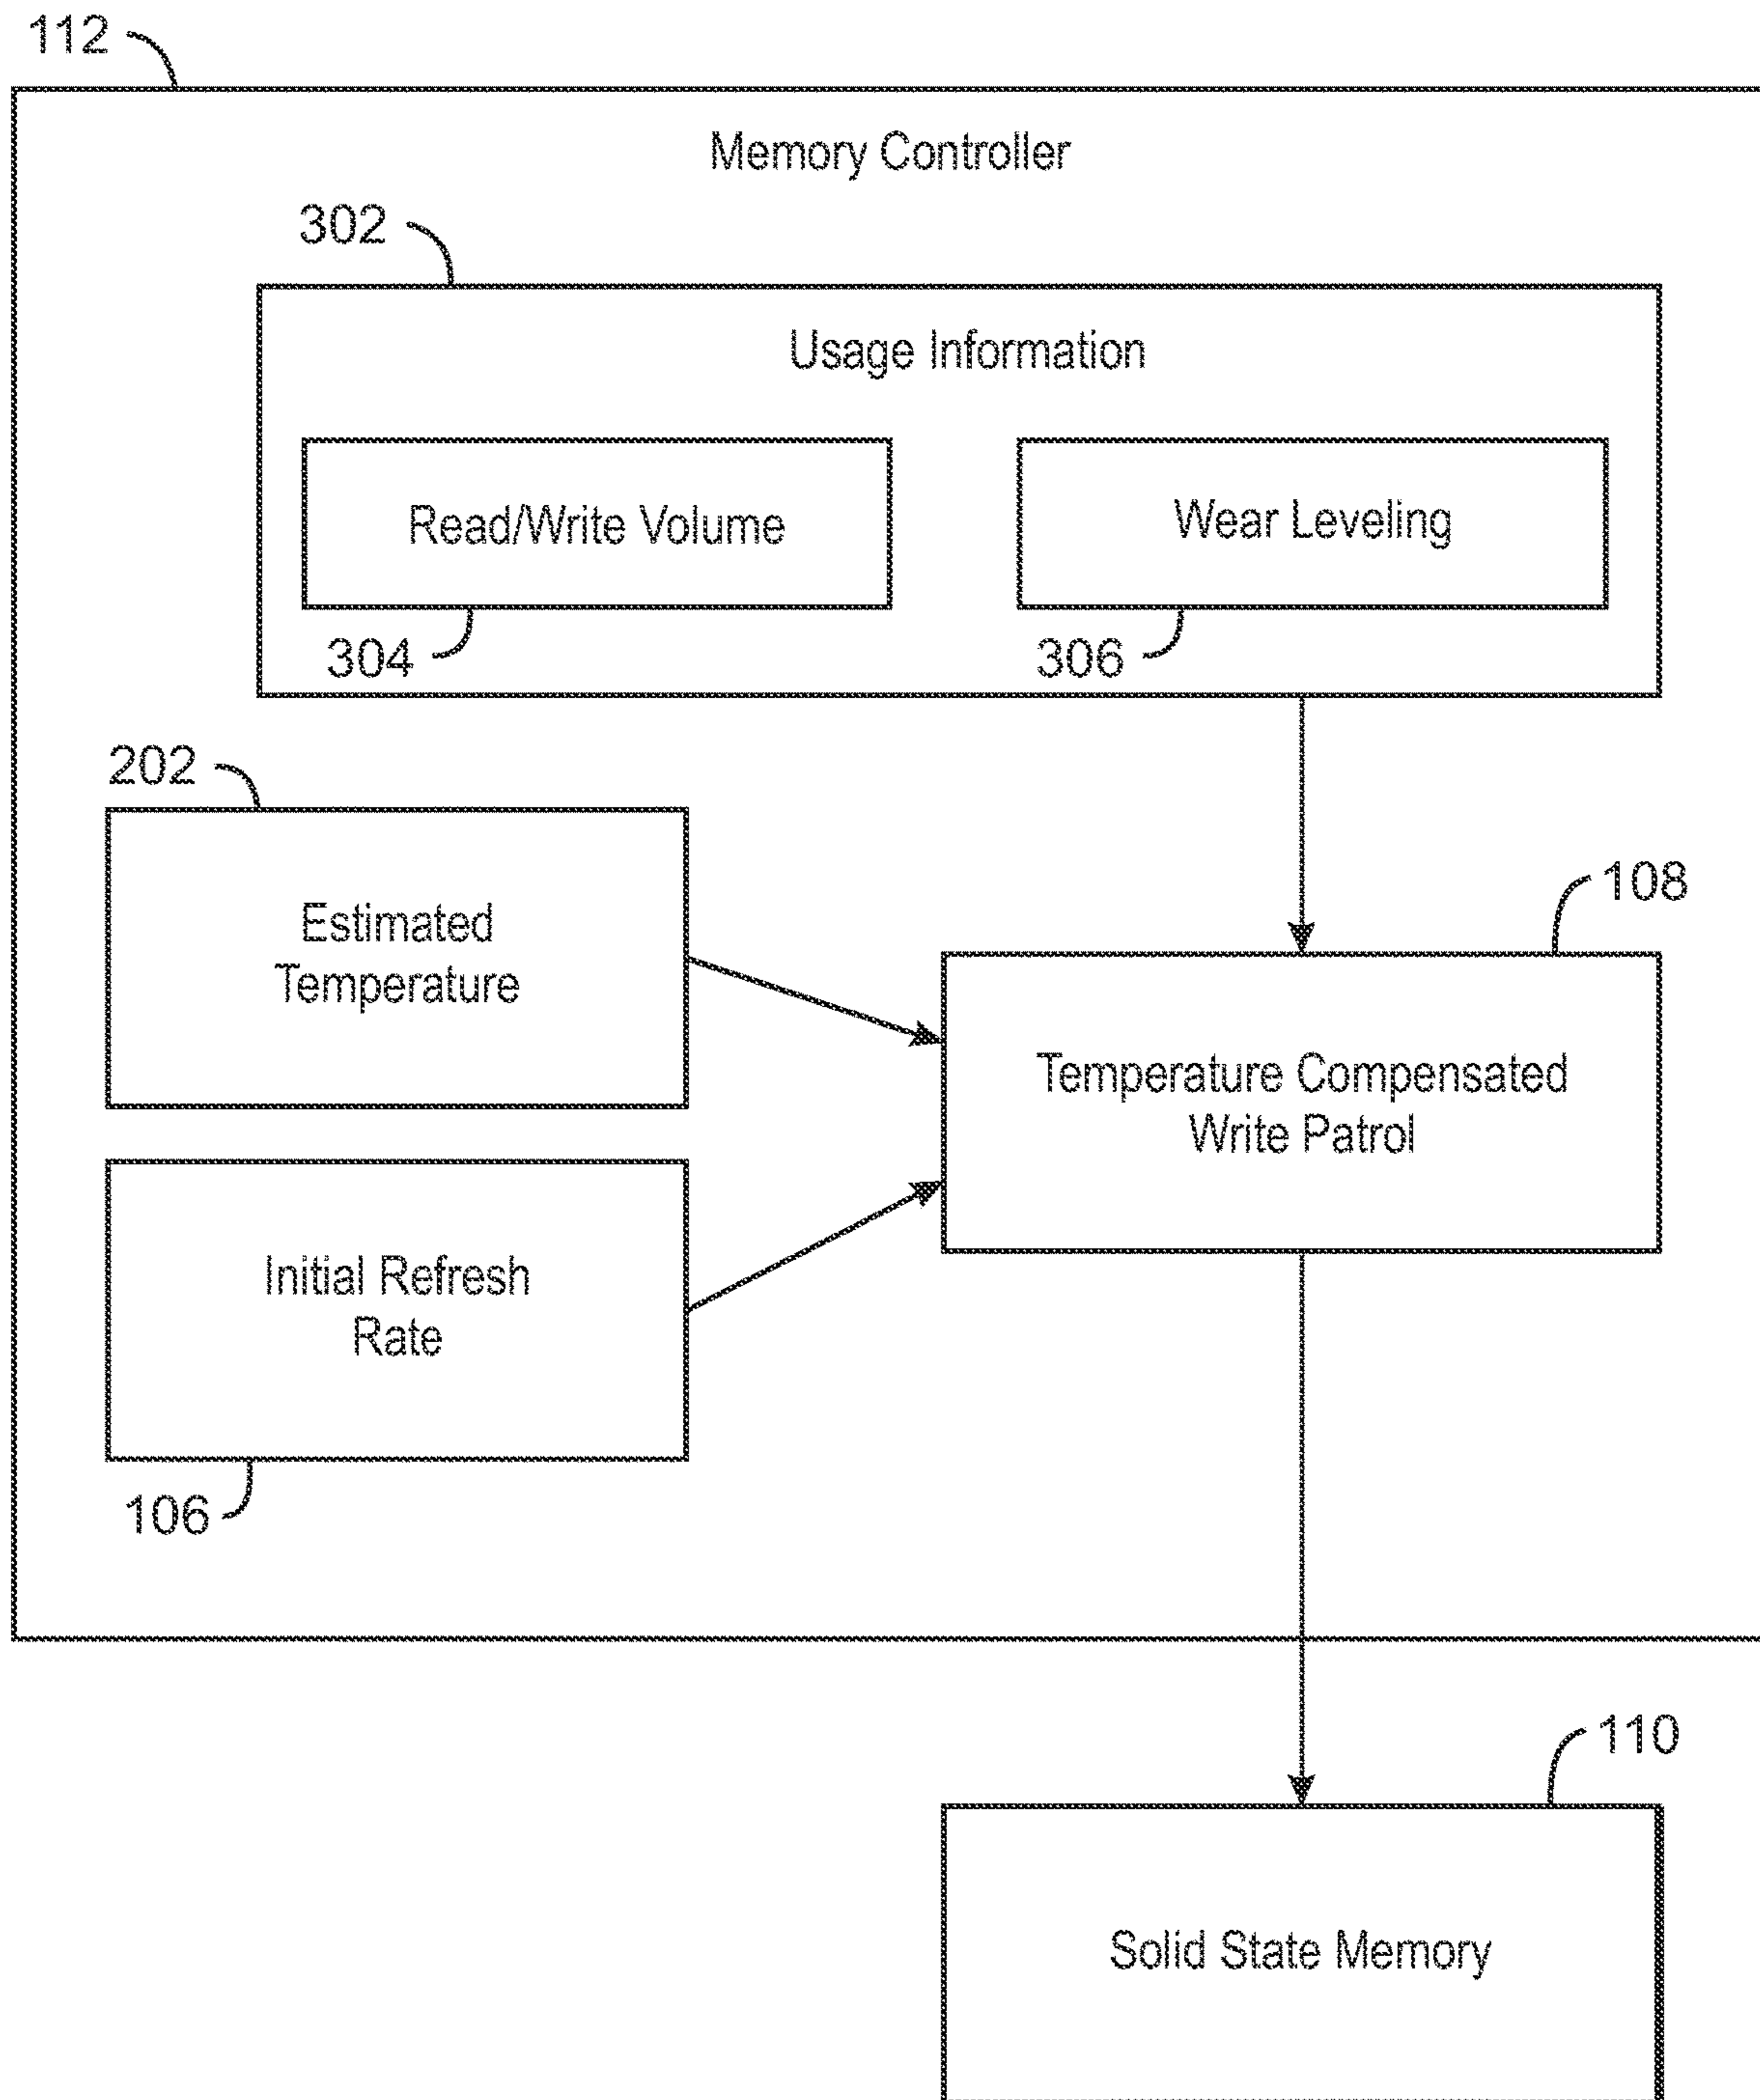 112
Memory Controller
302
Usage Information
Read/Write Volume
Wear Leveling
304
306
202
Estimated
Temperature
108
Temperature Compensated
Write Patrol
Initial Refresh
Rate
106
110
Solid State Memory